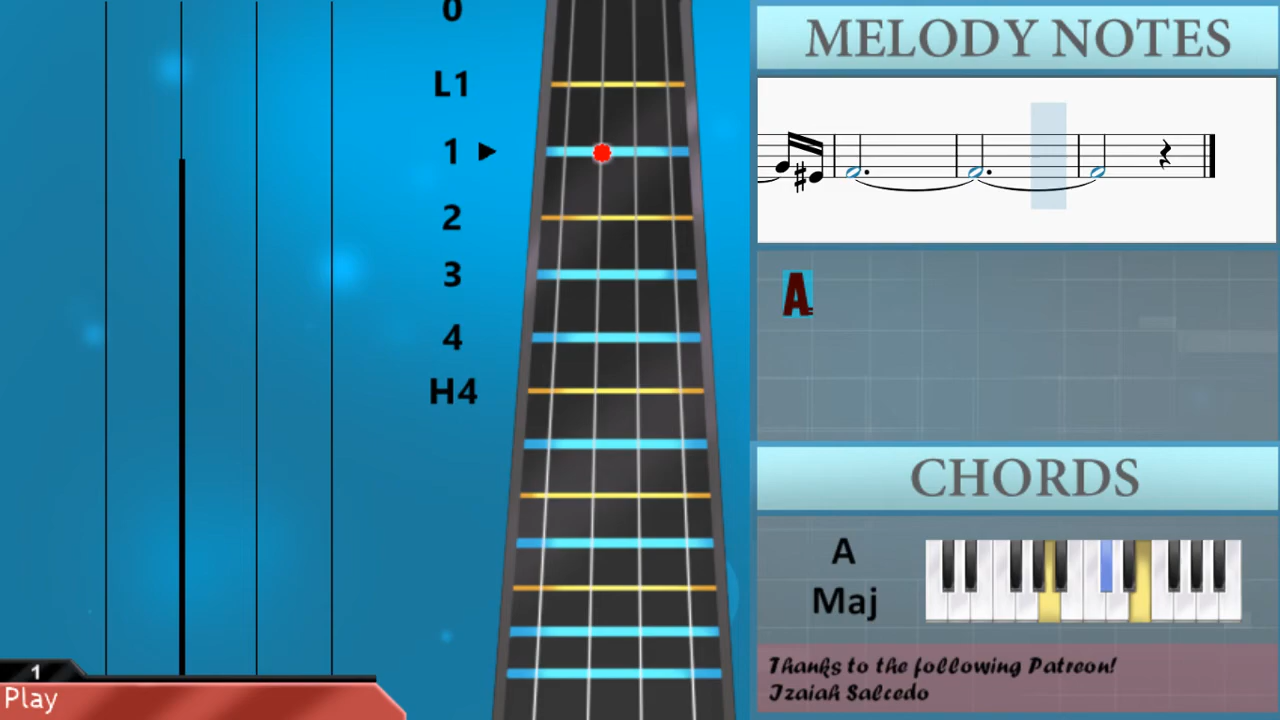 0
L1
1
2
3
4
H4
1
Play
MELODY NOTES
A
CHORDS
A
Maj
Thanks to the following Patreon!
Izaiah Salcedo